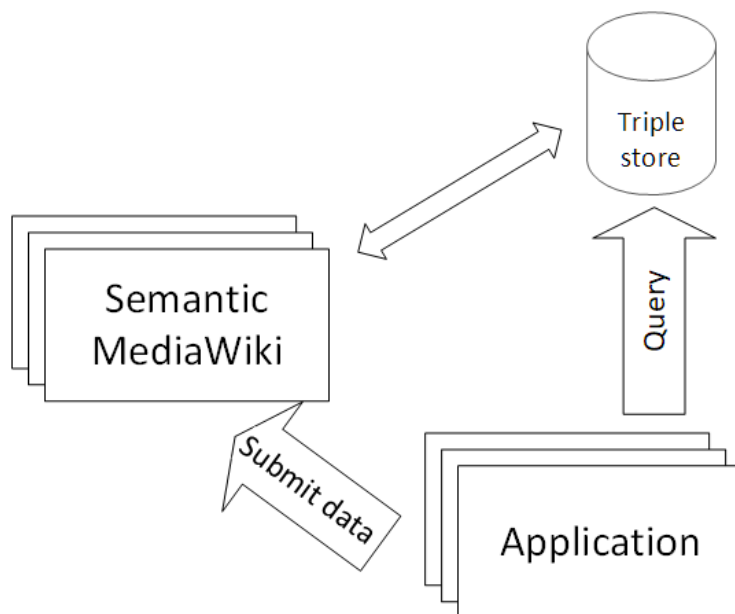 Triple
store
Semantic
MediaWiki
Query
Submit data
Application